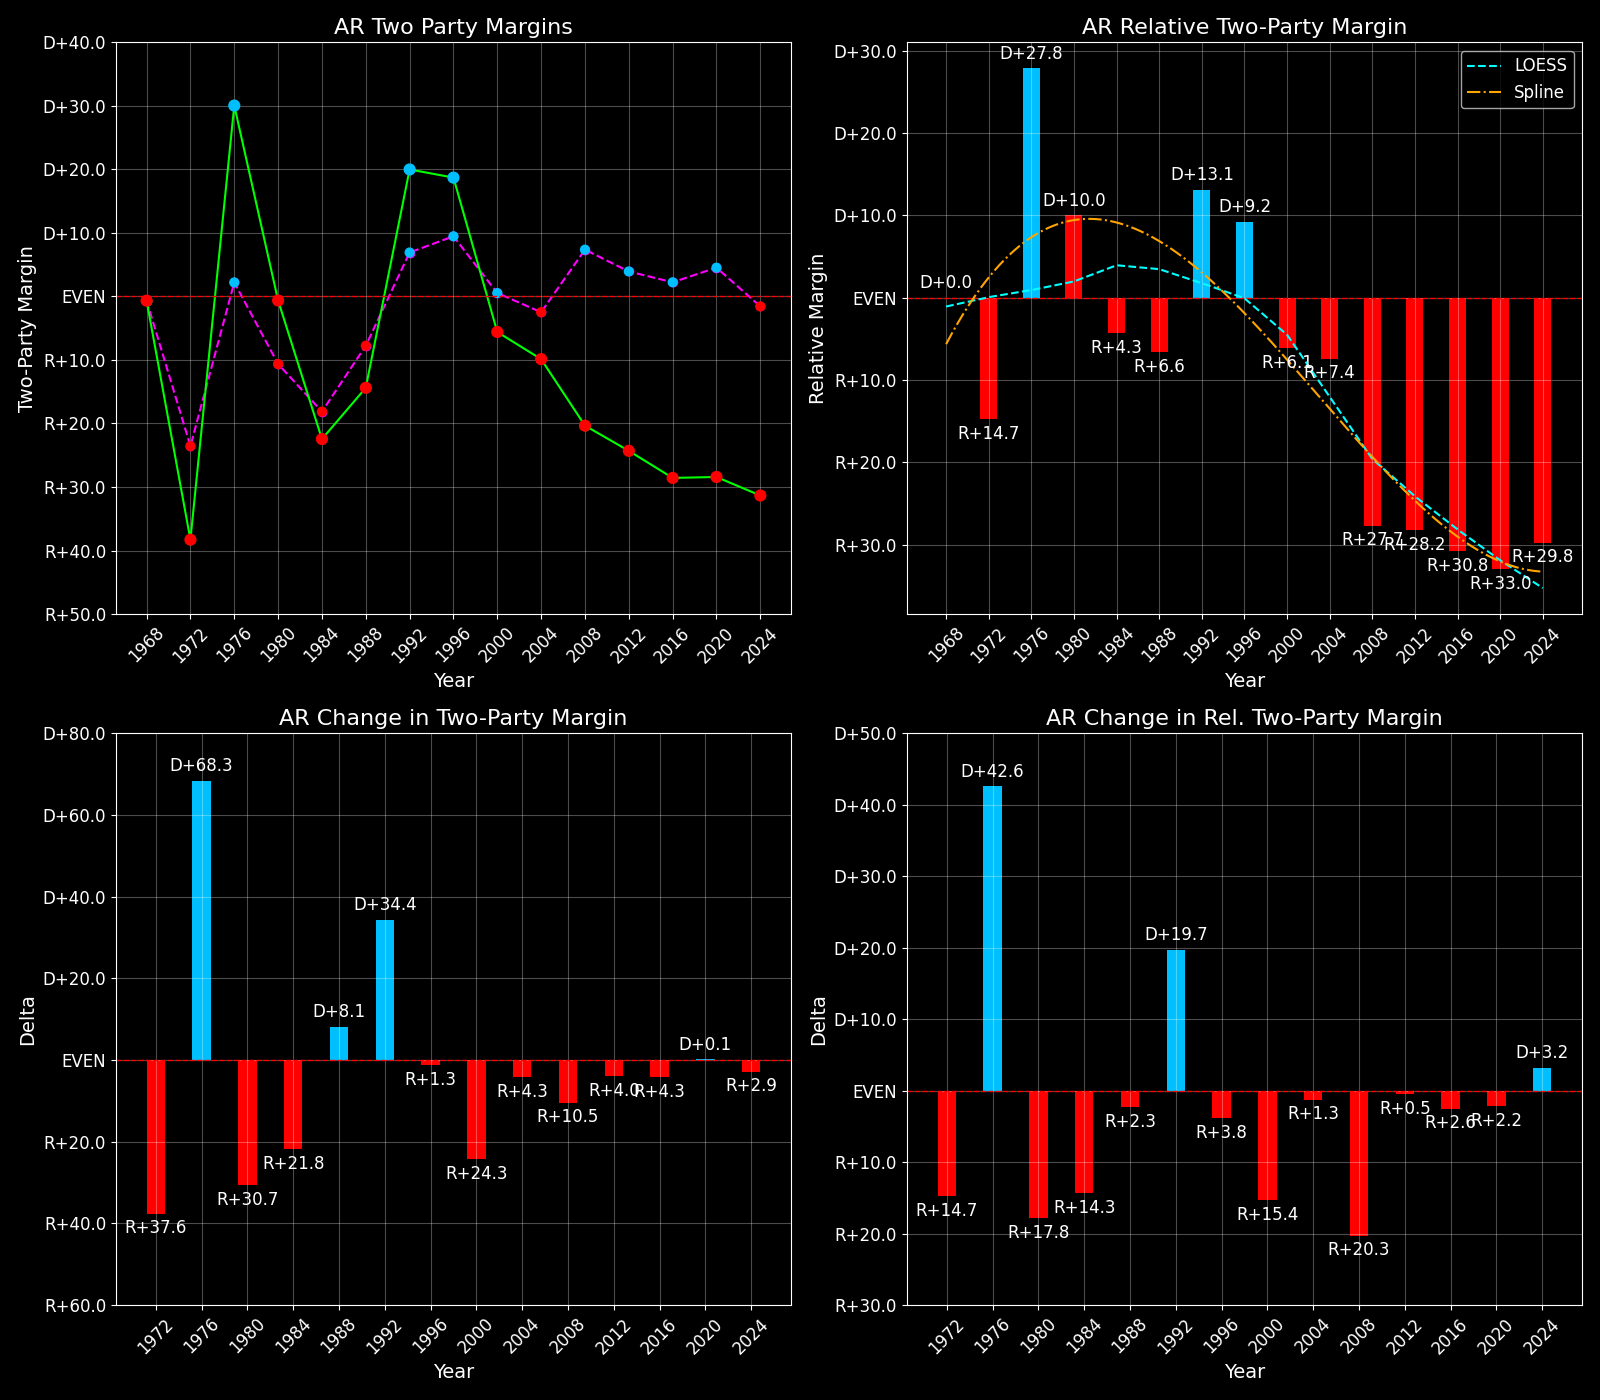 AR Two Party Margins
D+40.0
D+30.0
D+20.0
D+10.0
EVEN
R+10.0
R+20.0
R+30.0
R+40.0
R+50.0
Two-Party Margin
1968
1972
1976
1980
1984
1988
1992
1996
2000
2004
2008
2012
2016
2020
2024
Year
AR Relative Two-Party Margin
D+30.0
D+20.0
D+10.0
EVEN
R+10.0
R+20.0
R+30.0
Relative Margin
LOESS
Spline
D+0.0
R+14.7
D+27.8
D+10.0
R+4.3
R+6.6
D+13.1
D+9.2
R+6.1
R+7.4
R+27.7
R+28.2
R+30.8
R+33.0
R+29.8
1968
1972
1976
1980
1984
1988
1992
1996
2000
2004
2008
2012
2016
2020
2024
Year
AR Change in Two-Party Margin
D+80.0
D+60.0
D+40.0
D+20.0
EVEN
R+20.0
R+40.0
R+60.0
Delta
R+37.6
D+68.3
R+30.7
R+21.8
D+8.1
D+34.4
R+1.3
R+24.3
R+4.3
R+10.5
R+4.0
R+4.3
D+0.1
R+2.9
1972
1976
1980
1984
1988
1992
1996
2000
2004
2008
2012
2016
2020
2024
Year
AR Change in Rel. Two-Party Margin
D+50.0
D+40.0
D+30.0
D+20.0
D+10.0
EVEN
R+10.0
R+20.0
R+30.0
Delta
R+14.7
D+42.6
R+17.8
R+14.3
R+2.3
D+19.7
R+3.8
R+15.4
R+1.3
R+20.3
R+0.5
R+2.6
R+2.2
D+3.2
1972
1976
1980
1984
1988
1992
1996
2000
2004
2008
2012
2016
2020
2024
Year